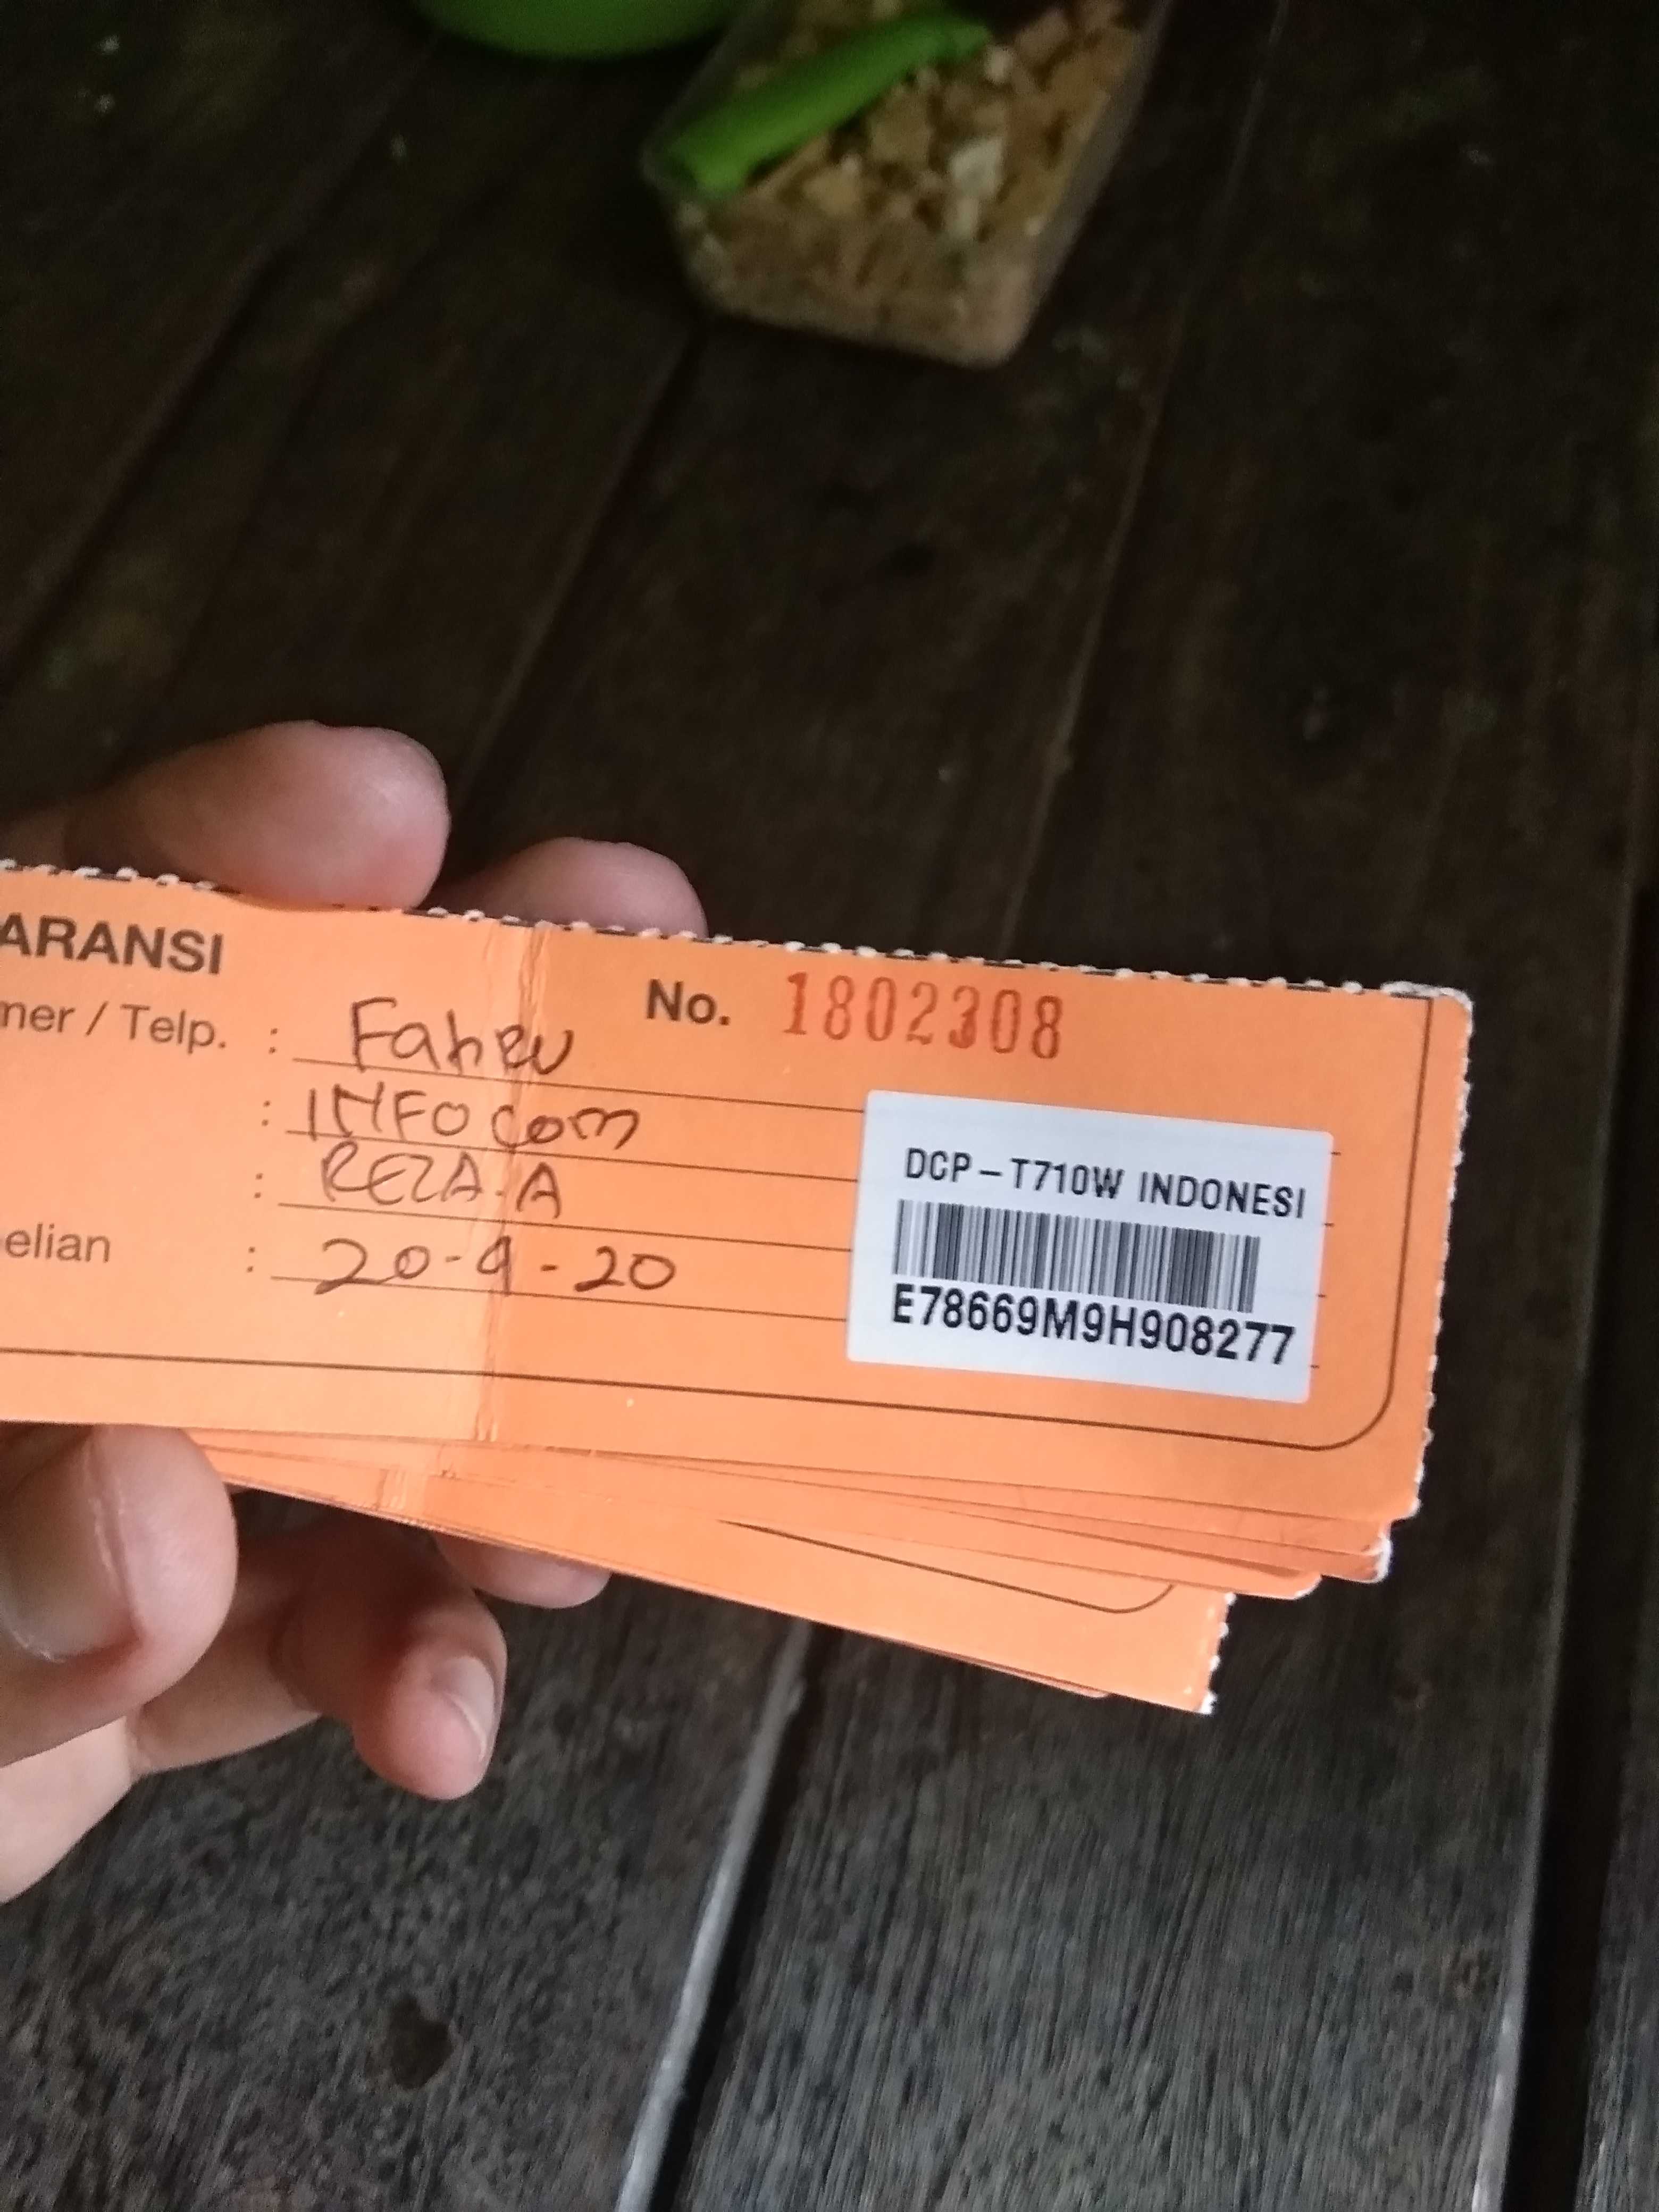 ARANSI
No. 1802308
mer / Telp. : Fahru
: INFOCOM
: REZA.A
elian : 20-9-20
DCP-T710W INDONESI
E78669M9H908277